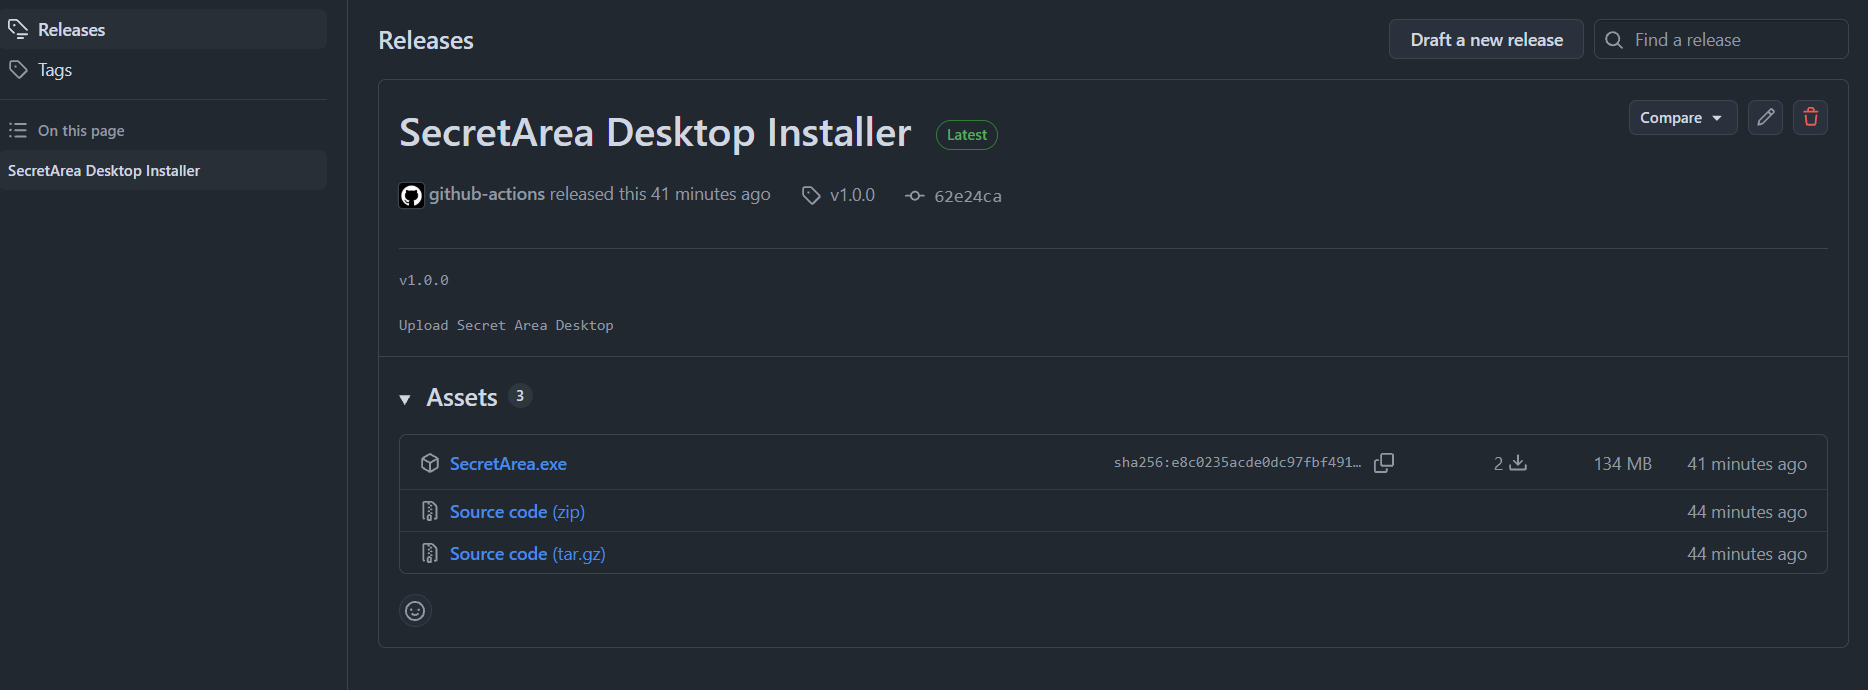 Releases
Tags
On this page
SecretArea Desktop Installer
Releases
Draft a new release
Find a release
SecretArea Desktop Installer
Latest
Compare
github-actions released this 41 minutes ago
v1.0.0
62e24ca
v1.0.0
Upload Secret Area Desktop
Assets 3
SecretArea.exe
sha256:e8c0235acde0dc97fbf491…
2
134 MB
41 minutes ago
Source code (zip)
44 minutes ago
Source code (tar.gz)
44 minutes ago